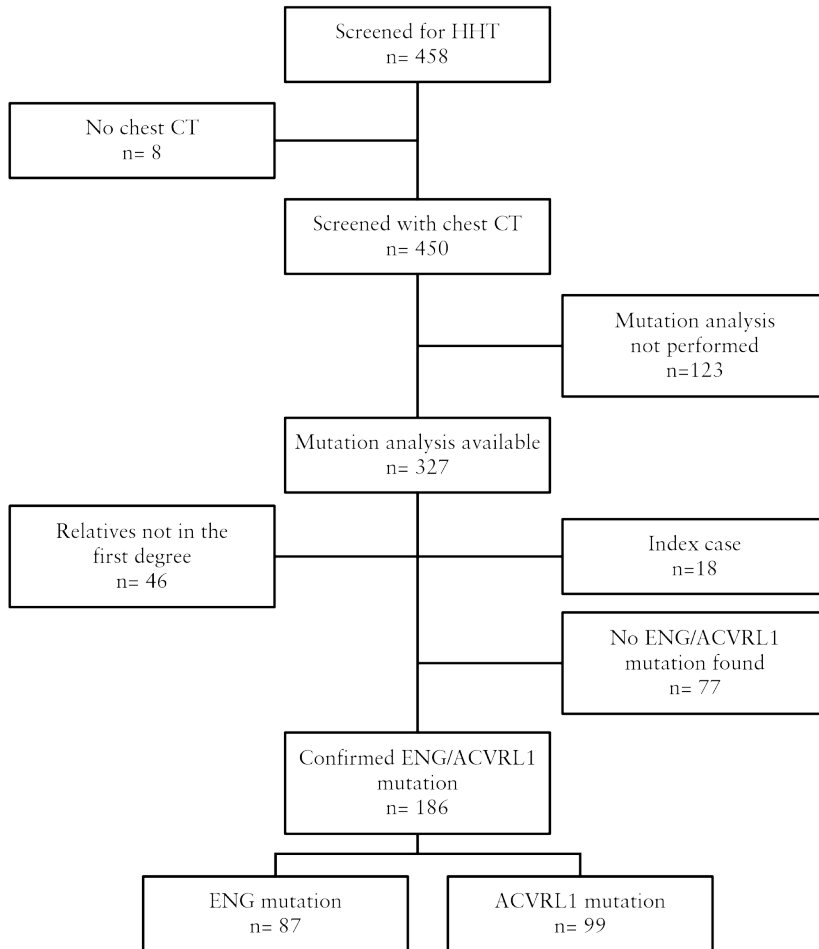 Screened for HHT
n= 458
No chest CT
n= 8
Screened with chest CT
n= 450
Mutation analysis
not performed
n=123
Mutation analysis available
n= 327
Relatives not in the
first degree
n= 46
Index case
n=18
No ENG/ACVRL1
mutation found
n= 77
Confirmed ENG/ACVRL1
mutation
n= 186
ENG mutation
n= 87
ACVRL1 mutation
n= 99